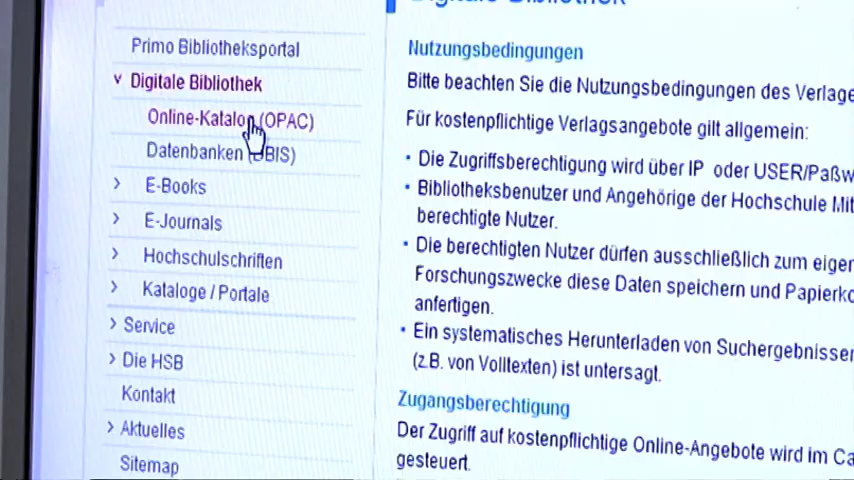 Digitale Bibliothek
Primo Bibliotheksportal
Digitale Bibliothek
Online-Katalog (OPAC)
Datenbanken (DBIS)
E-Books
E-Journals
Hochschulschriften
Kataloge / Portale
Service
Die HSB
Kontakt
Aktuelles
Sitemap
Nutzungsbedingungen
Bitte beachten Sie die Nutzungsbedingungen des Verlage
Für kostenpflichtige Verlagsangebote gilt allgemein:
• Die Zugriffsberechtigung wird über IP oder USER/Paßw
• Bibliotheksbenutzer und Angehörige der Hochschule Mit
berechtigte Nutzer.
• Die berechtigten Nutzer dürfen ausschließlich zum eiger
Forschungszwecke diese Daten speichern und Papierko
anfertigen.
• Ein systematisches Herunterladen von Suchergebnisser
(z.B. von Volltexten) ist untersagt.
Zugangsberechtigung
Der Zugriff auf kostenpflichtige Online-Angebote wird im Ca
gesteuert.